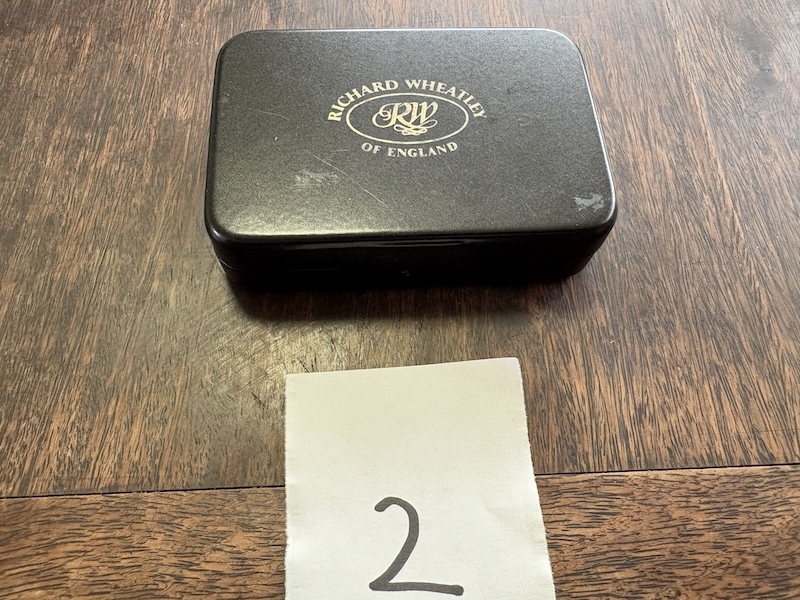 RICHARD WHEATLEY
RW
OF ENGLAND
2